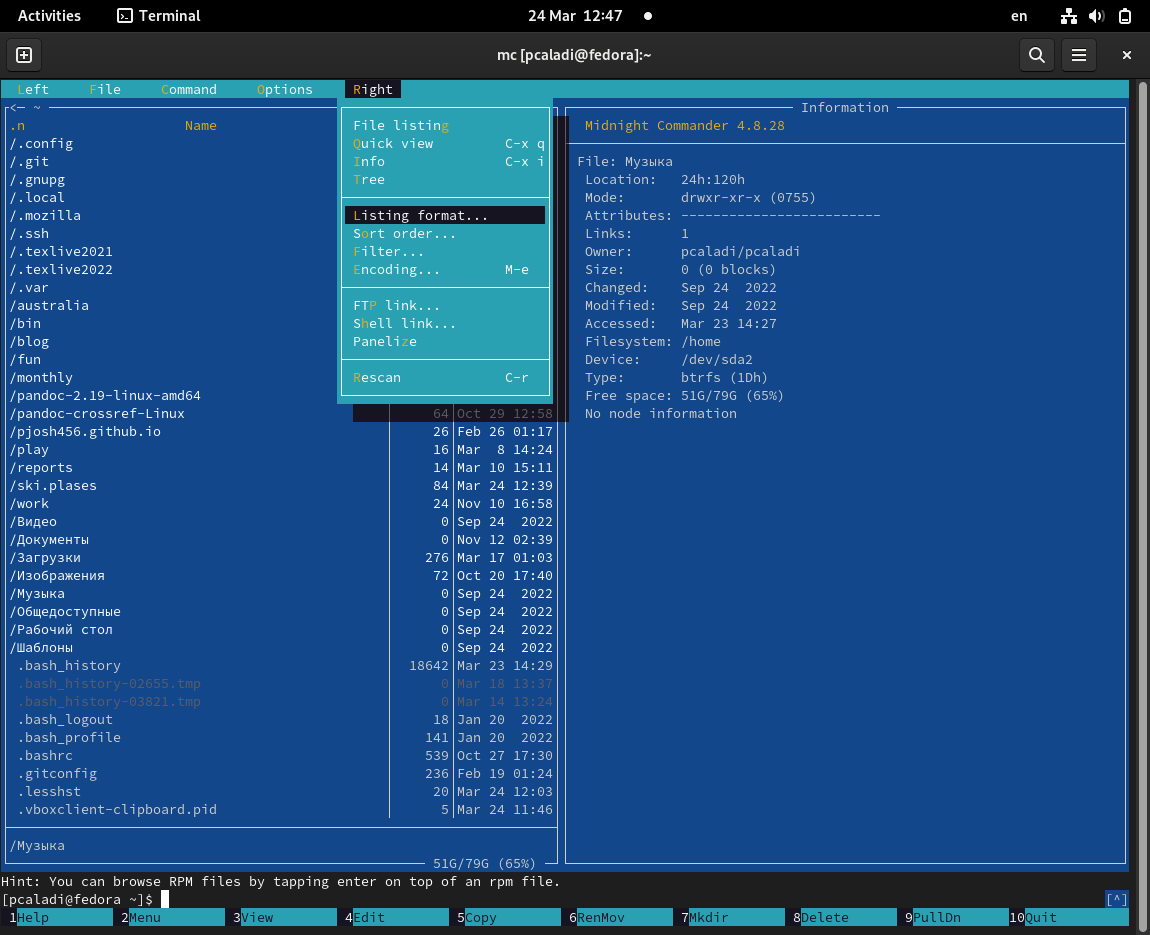 Activities Terminal 24 Mar 12:47 en
mc [pcaladi@fedora]:~
Left File Command Options Right
<─ ~ Information
.n Name File listing Midnight Commander 4.8.28
/.config Quick view C-x q
/.git Info C-x i File: Музыка
/.gnupg Tree Location: 24h:120h
/.local Mode: drwxr-xr-x (0755)
/.mozilla Listing format... Attributes: -------------------------
/.ssh Sort order... Links: 1
/.texlive2021 Filter... Owner: pcaladi/pcaladi
/.texlive2022 Encoding... M-e Size: 0 (0 blocks)
/.var Changed: Sep 24 2022
/australia FTP link... Modified: Sep 24 2022
/bin Shell link... Accessed: Mar 23 14:27
/blog Panelize Filesystem: /home
/fun Device: /dev/sda2
/monthly Rescan C-r Type: btrfs (1Dh)
/pandoc-2.19-linux-amd64 Free space: 51G/79G (65%)
/pandoc-crossref-Linux 64 Oct 29 12:58 No node information
/pjosh456.github.io 26 Feb 26 01:17
/play 16 Mar 8 14:24
/reports 14 Mar 10 15:11
/ski.plases 84 Mar 24 12:39
/work 24 Nov 10 16:58
/Видео 0 Sep 24 2022
/Документы 0 Nov 12 02:39
/Загрузки 276 Mar 17 01:03
/Изображения 72 Oct 20 17:40
/Музыка 0 Sep 24 2022
/Общедоступные 0 Sep 24 2022
/Рабочий стол 0 Sep 24 2022
/Шаблоны 0 Sep 24 2022
.bash_history 18642 Mar 23 14:29
.bash_history-02655.tmp 0 Mar 18 13:37
.bash_history-03821.tmp 0 Mar 14 13:24
.bash_logout 18 Jan 20 2022
.bash_profile 141 Jan 20 2022
.bashrc 539 Oct 27 17:30
.gitconfig 236 Feb 19 01:24
.lesshst 20 Mar 24 12:03
.vboxclient-clipboard.pid 5 Mar 24 11:46
/Музыка
51G/79G (65%)
Hint: You can browse RPM files by tapping enter on top of an rpm file.
[pcaladi@fedora ~]$ [^]
1Help 2Menu 3View 4Edit 5Copy 6RenMov 7Mkdir 8Delete 9PullDn 10Quit